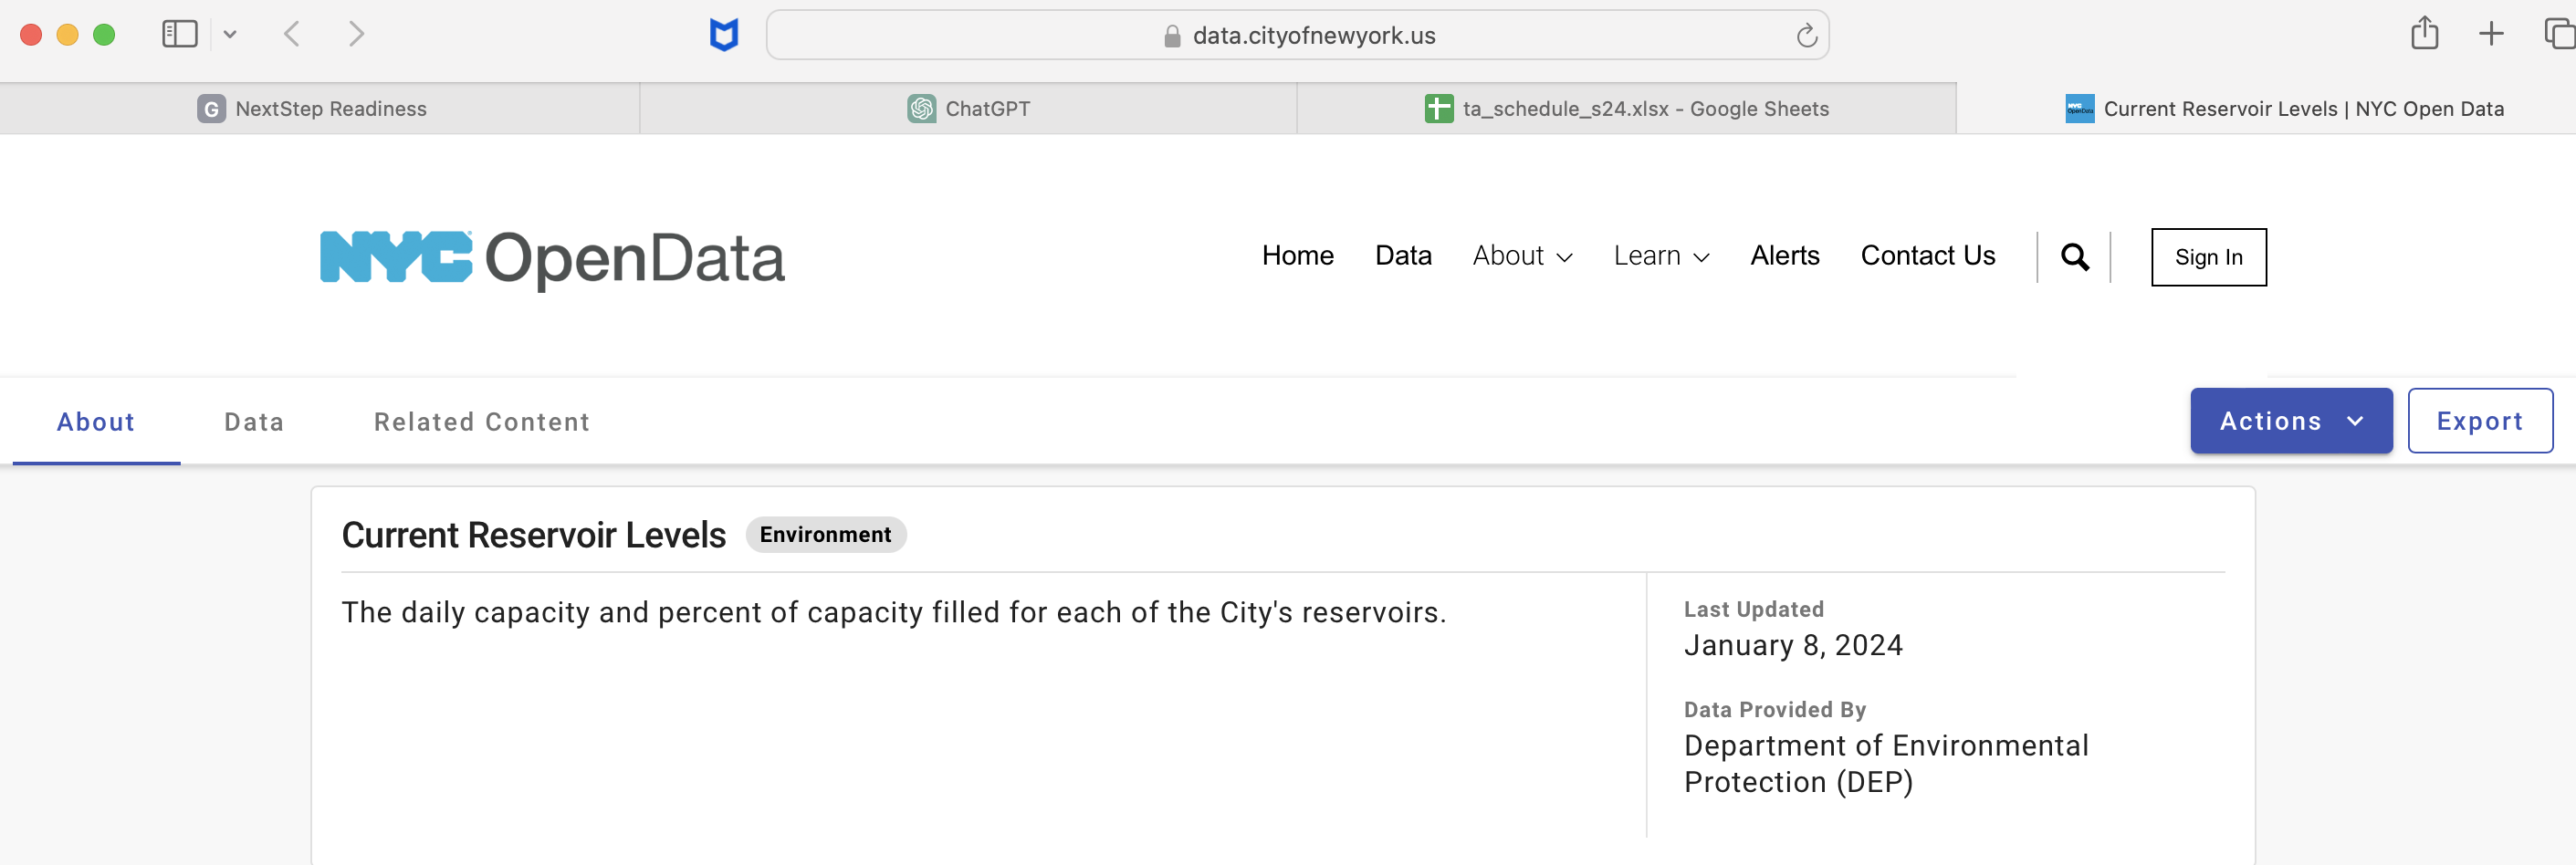 data.cityofnewyork.us
G NextStep Readiness
ChatGPT
ta_schedule_s24.xlsx - Google Sheets
Current Reservoir Levels | NYC Open Data
NYC OpenData
Home Data About Learn Alerts Contact Us Sign In
About Data Related Content Actions Export
Current Reservoir Levels Environment
The daily capacity and percent of capacity filled for each of the City's reservoirs.
Last Updated
January 8, 2024
Data Provided By
Department of Environmental
Protection (DEP)